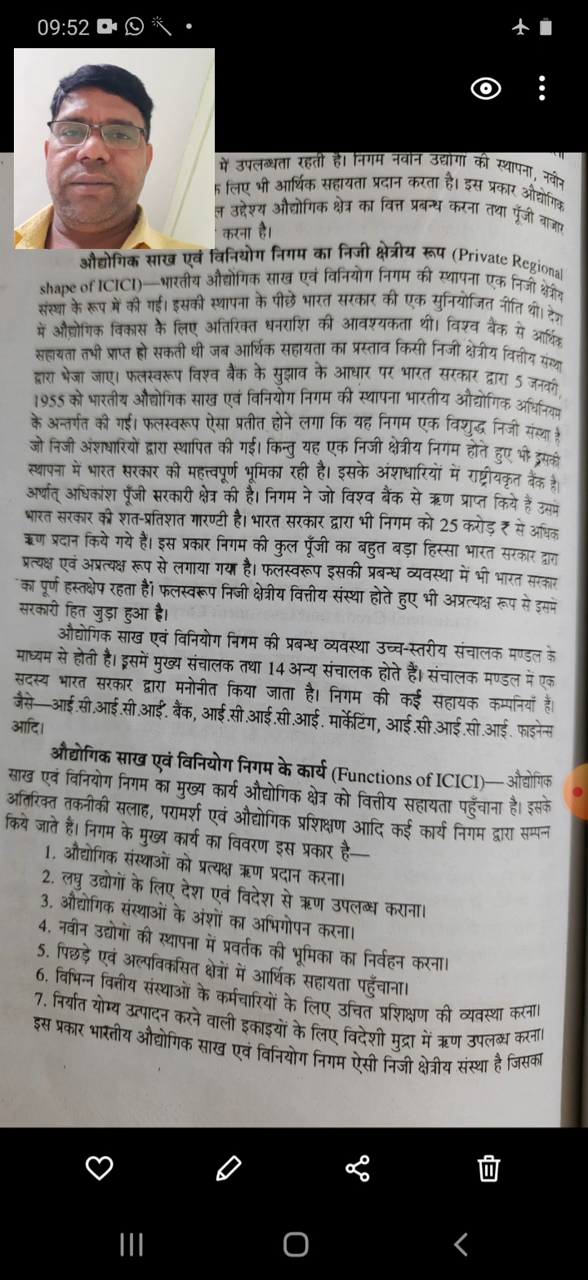 09:52
में उपलब्धता रहती है। निगम नवीन उद्योगों की स्थापना, नवीन
लिए भी आर्थिक सहायता प्रदान करता है। इस प्रकार औद्योगिक
उद्देश्य औद्योगिक क्षेत्र का वित्त प्रबन्ध करना तथा पूँजी बाजार
करना है।
औद्योगिक साख एवं विनियोग निगम का निजी क्षेत्रीय रूप (Private Regional
shape of ICICI)—भारतीय औद्योगिक साख एवं विनियोग निगम की स्थापना एक निजी क्षेत्रीय
संस्था के रूप में की गई। इसकी स्थापना के पीछे भारत सरकार की एक सुनियोजित नीति थी। देश
में औद्योगिक विकास के लिए अतिरिक्त धनराशि की आवश्यकता थी। विश्व बैंक से आर्थिक
सहायता तभी प्राप्त हो सकती थी जब आर्थिक सहायता का प्रस्ताव किसी निजी क्षेत्रीय वित्तीय संस्था
द्वारा भेजा जाए। फलस्वरूप विश्व बैंक के सुझाव के आधार पर भारत सरकार द्वारा 5 जनवरी,
1955 को भारतीय औद्योगिक साख एवं विनियोग निगम की स्थापना भारतीय औद्योगिक अधिनियम
के अन्तर्गत की गई। फलस्वरूप ऐसा प्रतीत होने लगा कि यह निगम एक विशुद्ध निजी संस्था है
जो निजी अंशधारियों द्वारा स्थापित की गई। किन्तु यह एक निजी क्षेत्रीय निगम होते हुए भी इसकी
स्थापना में भारत सरकार की महत्त्वपूर्ण भूमिका रही है। इसके अंशधारियों में राष्ट्रीयकृत बैंक है।
अर्थात् अधिकांश पूँजी सरकारी क्षेत्र की है। निगम ने जो विश्व बैंक से ऋण प्राप्त किये हैं उसमें
भारत सरकार की शत-प्रतिशत गारण्टी है। भारत सरकार द्वारा भी निगम को 25 करोड़ ₹ से अधिक
ऋण प्रदान किये गये हैं। इस प्रकार निगम की कुल पूँजी का बहुत बड़ा हिस्सा भारत सरकार द्वारा
प्रत्यक्ष एवं अप्रत्यक्ष रूप से लगाया गया है। फलस्वरूप इसकी प्रबन्ध व्यवस्था में भी भारत सरकार
का पूर्ण हस्तक्षेप रहता है। फलस्वरूप निजी क्षेत्रीय वित्तीय संस्था होते हुए भी अप्रत्यक्ष रूप से इसमें
सरकारी हित जुड़ा हुआ है।
औद्योगिक साख एवं विनियोग निगम की प्रबन्ध व्यवस्था उच्च-स्तरीय संचालक मण्डल के
माध्यम से होती है। इसमें मुख्य संचालक तथा 14 अन्य संचालक होते हैं। संचालक मण्डल में एक
सदस्य भारत सरकार द्वारा मनोनीत किया जाता है। निगम की कई सहायक कम्पनियाँ हैं।
जैसे—आई.सी.आई.सी.आई. बैंक, आई.सी.आई.सी.आई. मार्केटिंग, आई.सी.आई.सी.आई. फाइनेन्स
आदि।
औद्योगिक साख एवं विनियोग निगम के कार्य (Functions of ICICI)— औद्योगिक
साख एवं विनियोग निगम का मुख्य कार्य औद्योगिक क्षेत्र को वित्तीय सहायता पहुँचाना है। इसके
अतिरिक्त तकनीकी सलाह, परामर्श एवं औद्योगिक प्रशिक्षण आदि कई कार्य निगम द्वारा सम्पन्न
किये जाते हैं। निगम के मुख्य कार्य का विवरण इस प्रकार है—
1. औद्योगिक संस्थाओं को प्रत्यक्ष ऋण प्रदान करना।
2. लघु उद्योगों के लिए देश एवं विदेश से ऋण उपलब्ध कराना।
3. औद्योगिक संस्थाओं के अंशों का अभिगोपन करना।
4. नवीन उद्योगों की स्थापना में प्रवर्तक की भूमिका का निर्वहन करना।
5. पिछड़े एवं अल्पविकसित क्षेत्रों में आर्थिक सहायता पहुँचाना।
6. विभिन्न वित्तीय संस्थाओं के कर्मचारियों के लिए उचित प्रशिक्षण की व्यवस्था करना।
7. निर्यात योग्य उत्पादन करने वाली इकाइयों के लिए विदेशी मुद्रा में ऋण उपलब्ध करना।
इस प्रकार भारतीय औद्योगिक साख एवं विनियोग निगम ऐसी निजी क्षेत्रीय संस्था है जिसका